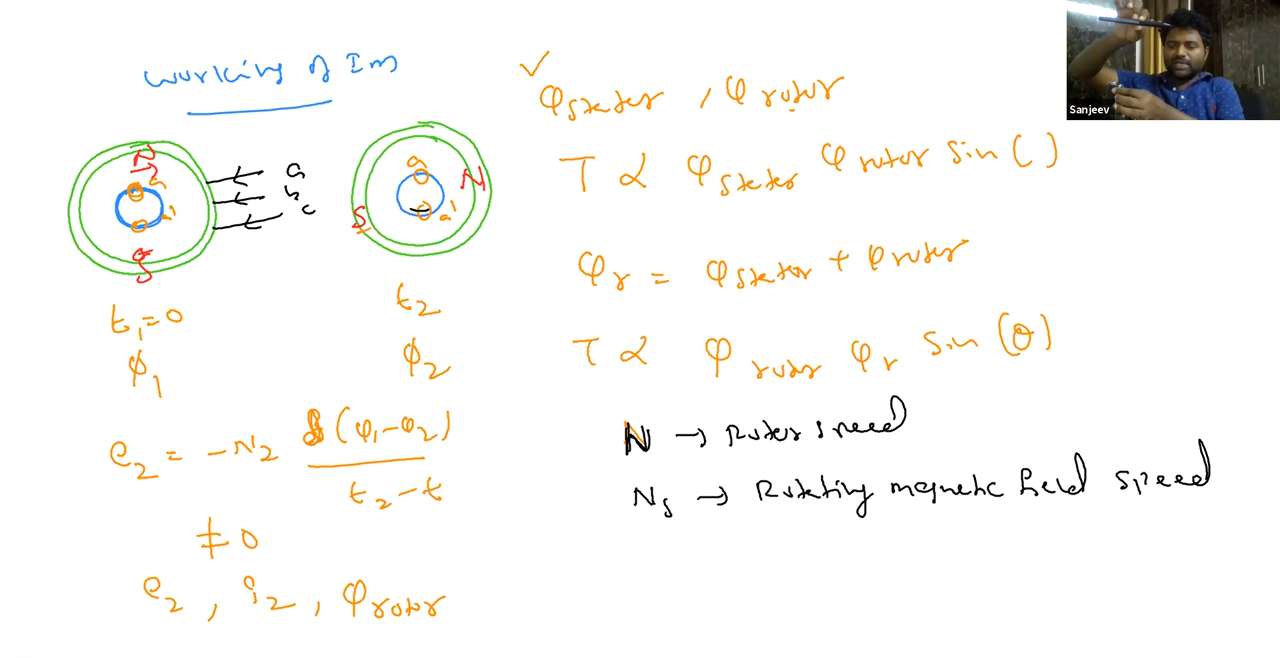 Working of Im
✓
φstator, φrotor
N
a
a'
S
a
b
c
a
N
S
a'
T ∝ φstator φrotor sin( )
φr = φstator + φrotor
T ∝ φrotor φr sin(θ)
t1=0
t2
ϕ1
ϕ2
e2 = -N2 (φ1-φ2)
t2-t
≠ 0
e2, i2, φrotor
N → Rotor speed
Ns → Rotating magnetic field speed
Sanjeev